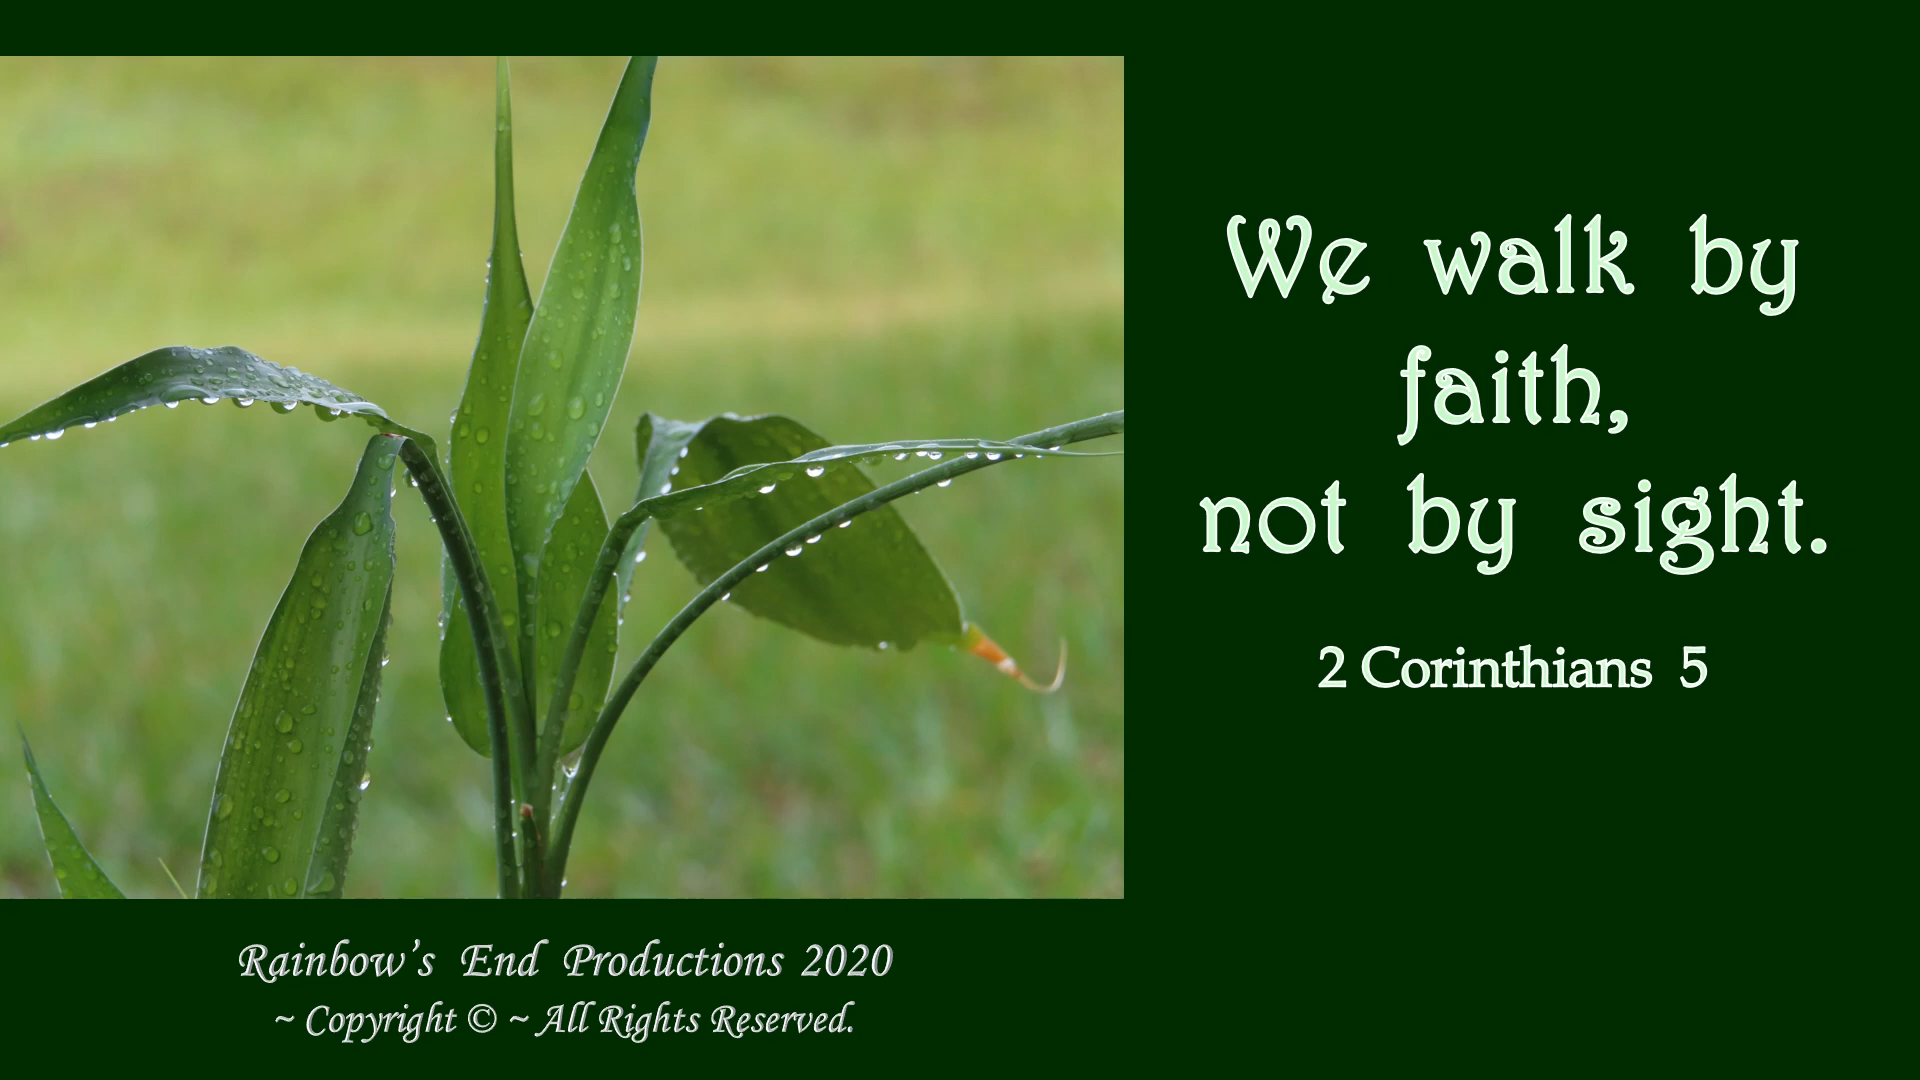 We walk by
faith,
not by sight.
2 Corinthians 5
Rainbow’s End Productions 2020
~ Copyright © ~ All Rights Reserved.